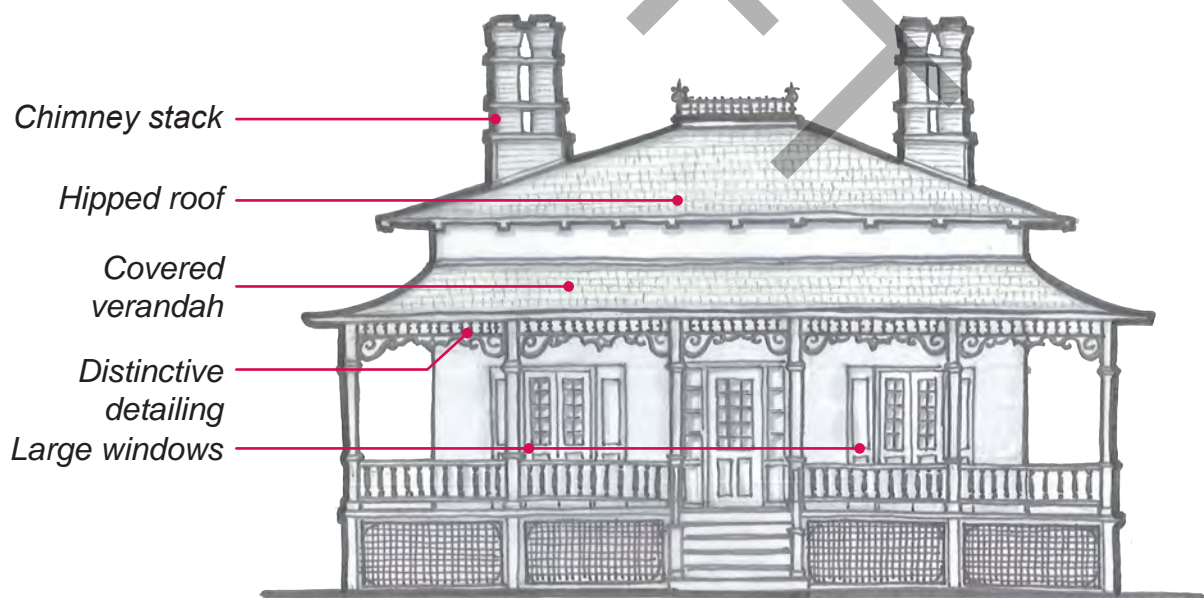 Chimney stack
Hipped roof
Covered
verandah
Distinctive
detailing
Large windows